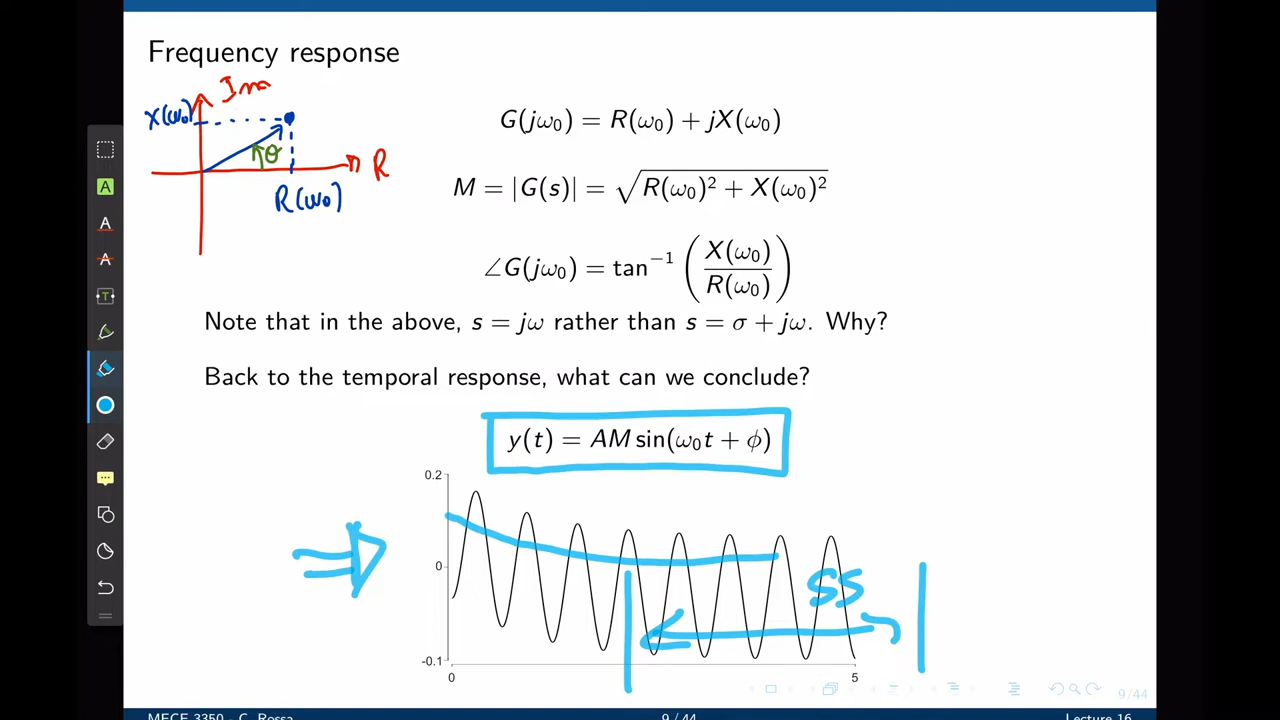 Frequency response
Im
X(ω₀)
θ
R
R(ω₀)
G(jω₀) = R(ω₀) + jX(ω₀)
M = |G(s)| = √(R(ω₀)² + X(ω₀)²)
∠G(jω₀) = tan⁻¹ (X(ω₀) / R(ω₀))
Note that in the above, s = jω rather than s = σ + jω. Why?
Back to the temporal response, what can we conclude?
y(t) = AM sin(ω₀t + ϕ)
0.2
0
-0.1
0
5
SS
9/44
MECE 3350 - C. Rossa
9 / 44
Lecture 16
A
A
A
T